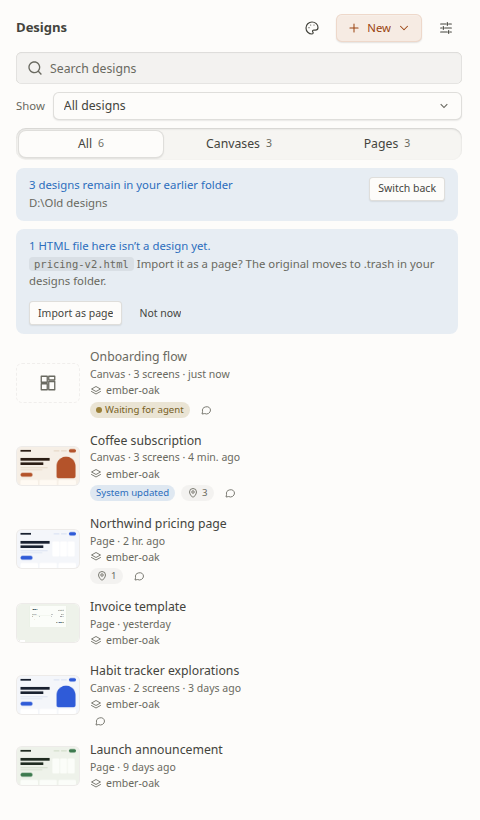 Designs
New
Search designs
Show
All designs
All 6
Canvases 3
Pages 3
3 designs remain in your earlier folder
D:\Old designs
Switch back
1 HTML file here isn't a design yet.
pricing-v2.html Import it as a page? The original moves to .trash in your
designs folder.
Import as page
Not now
Onboarding flow
Canvas · 3 screens · just now
ember-oak
Waiting for agent
Coffee subscription
Canvas · 3 screens · 4 min. ago
ember-oak
System updated
3
Northwind pricing page
Page · 2 hr. ago
ember-oak
1
Invoice template
Page · yesterday
ember-oak
Habit tracker explorations
Canvas · 2 screens · 3 days ago
ember-oak
Launch announcement
Page · 9 days ago
ember-oak